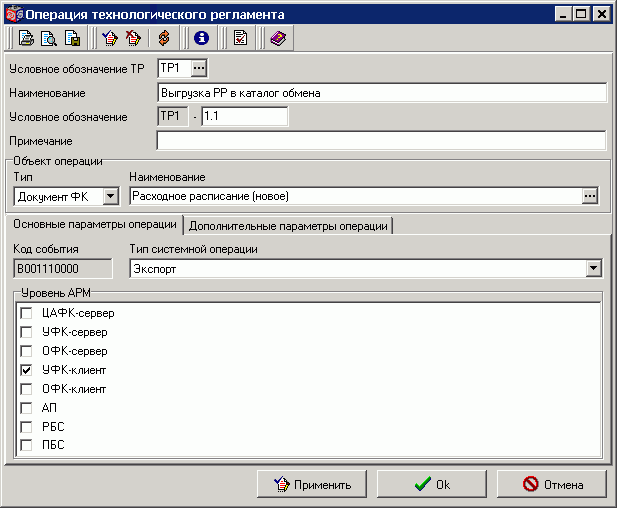 Операция технологического регламента
Условное обозначение ТР ТР1 ...
Наименование Выгрузка РР в каталог обмена
Условное обозначение ТР1 - 1.1
Примечание
Объект операции
Тип Наименование
Документ ФК Расходное расписание (новое) ...
Основные параметры операции Дополнительные параметры операции
Код события Тип системной операции
B001110000 Экспорт
Уровень АРМ
ЦАФК-сервер
УФК-сервер
ОФК-сервер
УФК-клиент
ОФК-клиент
АП
РБС
ПБС
Применить Ok Отмена